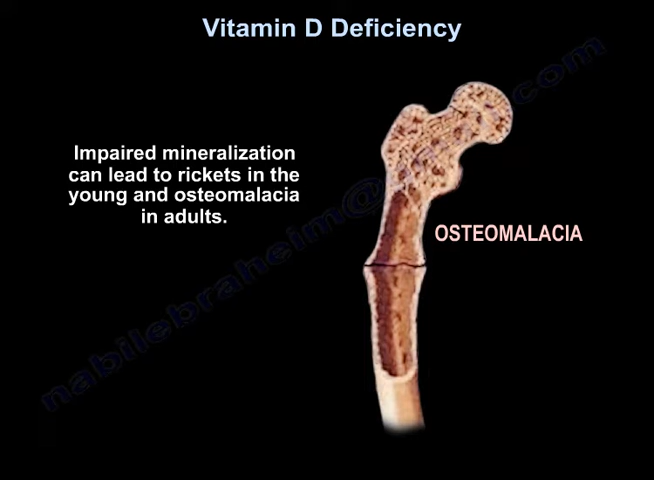 Vitamin D Deficiency
Impaired mineralization
can lead to rickets in the
young and osteomalacia
in adults.
OSTEOMALACIA